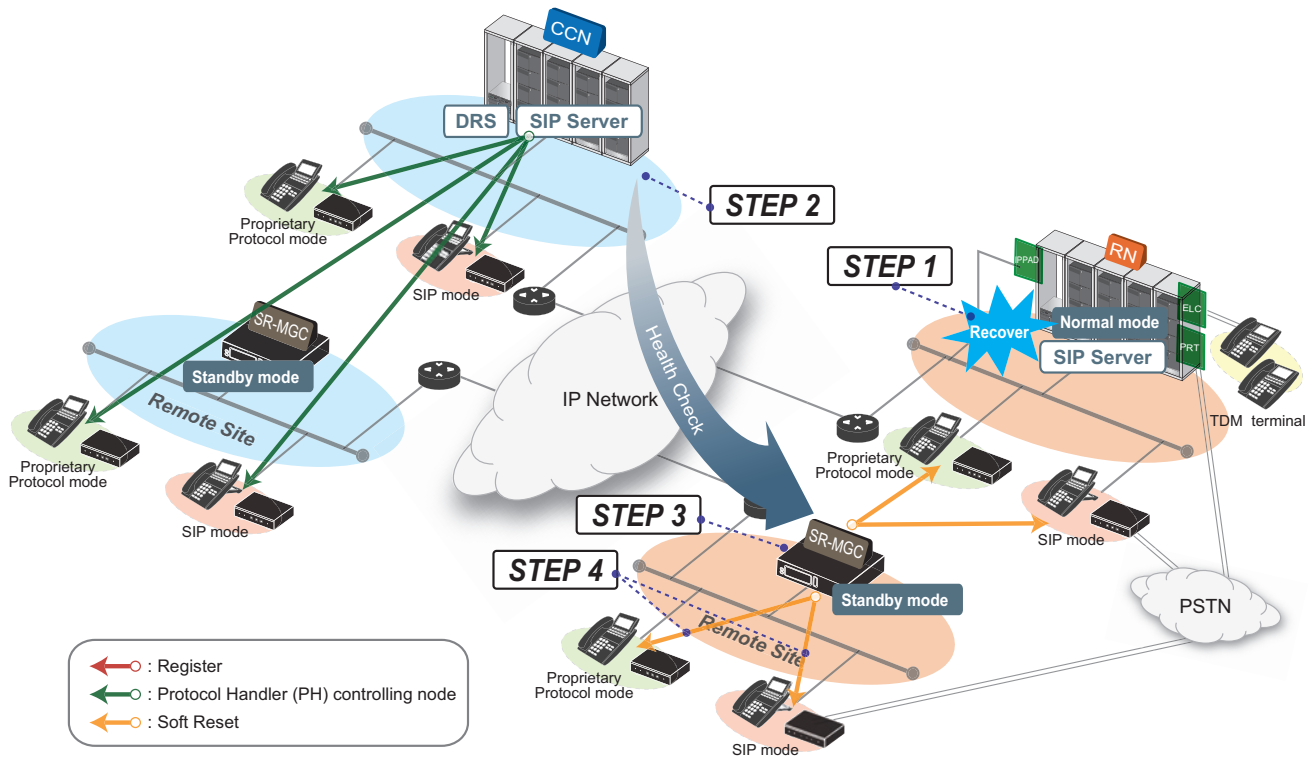 CCN
DRS
SIP Server
Proprietary
Protocol mode
SIP mode
STEP 2
STEP 1
IPPAD
RN
ELC
PRT
Recover
Normal mode
SIP Server
TDM terminal
SR-MGC
Standby mode
Remote Site
Proprietary
Protocol mode
SIP mode
IP Network
Health Check
Proprietary
Protocol mode
SIP mode
STEP 3
STEP 4
SR-MGC
Standby mode
Remote Site
Proprietary
Protocol mode
SIP mode
PSTN
: Register
: Protocol Handler (PH) controlling node
: Soft Reset